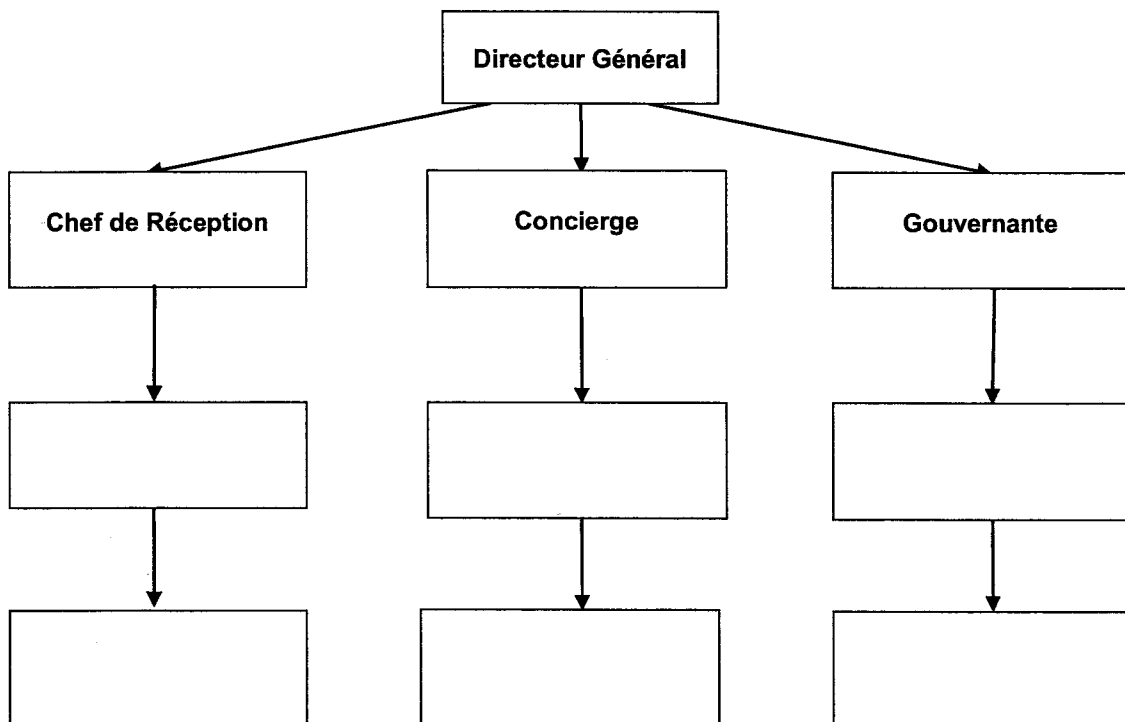 Directeur Général
Chef de Réception
Concierge
Gouvernante